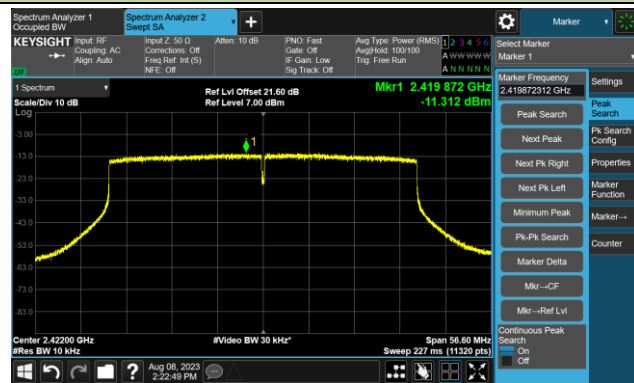 Spectrum Analyzer 1
Occupied BW
Spectrum Analyzer 2
Swept SA
+
Marker
KEYSIGHT
Input: RF
Coupling: AC
Align: Auto
Input Z: 50 Ω
Corrections: Off
Freq Ref: Int (S)
NFE: Off
Atten: 10 dB
PNO: Fast
Gate: Off
IF Gain: Low
Sig Track: Off
Avg Type: Power (RMS)
Avg|Hold: 100/100
Trig: Free Run
1 2 3 4 5 6
A W W W W W
A N N N N N
Select Marker
Marker 1
1 Spectrum
Scale/Div 10 dB
Log
Ref Lvl Offset 21.60 dB
Ref Level 7.00 dBm
Mkr1 2.419 872 GHz
-11.312 dBm
1
-3.00
-13.0
-23.0
-33.0
-43.0
-53.0
-63.0
-73.0
-83.0
Center 2.42200 GHz
#Res BW 10 kHz
#Video BW 30 kHz*
Span 56.60 MHz
Sweep 227 ms (11320 pts)
Marker Frequency
2.419872312 GHz
Peak Search
Next Peak
Next Pk Right
Next Pk Left
Minimum Peak
Pk-Pk Search
Marker Delta
Mkr→CF
Mkr→Ref Lvl
Continuous Peak
Search
On
Off
Settings
Peak
Search
Pk Search
Config
Properties
Marker
Function
Marker→
Counter
?
Aug 08, 2023
2:22:49 PM